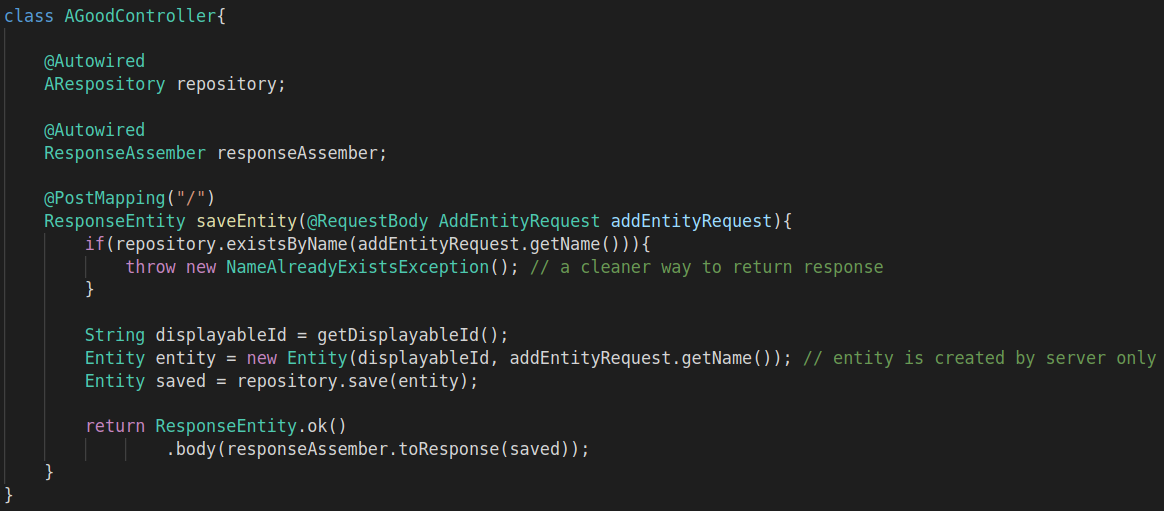 class AGoodController{
@Autowired
ARespository repository;
@Autowired
ResponseAssember responseAssember;
@PostMapping("/")
ResponseEntity saveEntity(@RequestBody AddEntityRequest addEntityRequest){
if(repository.existsByName(addEntityRequest.getName())){
throw new NameAlreadyExistsException(); // a cleaner way to return response
}
String displayableId = getDisplayableId();
Entity entity = new Entity(displayableId, addEntityRequest.getName()); // entity is created by server only
Entity saved = repository.save(entity);
return ResponseEntity.ok()
.body(responseAssember.toResponse(saved));
}
}